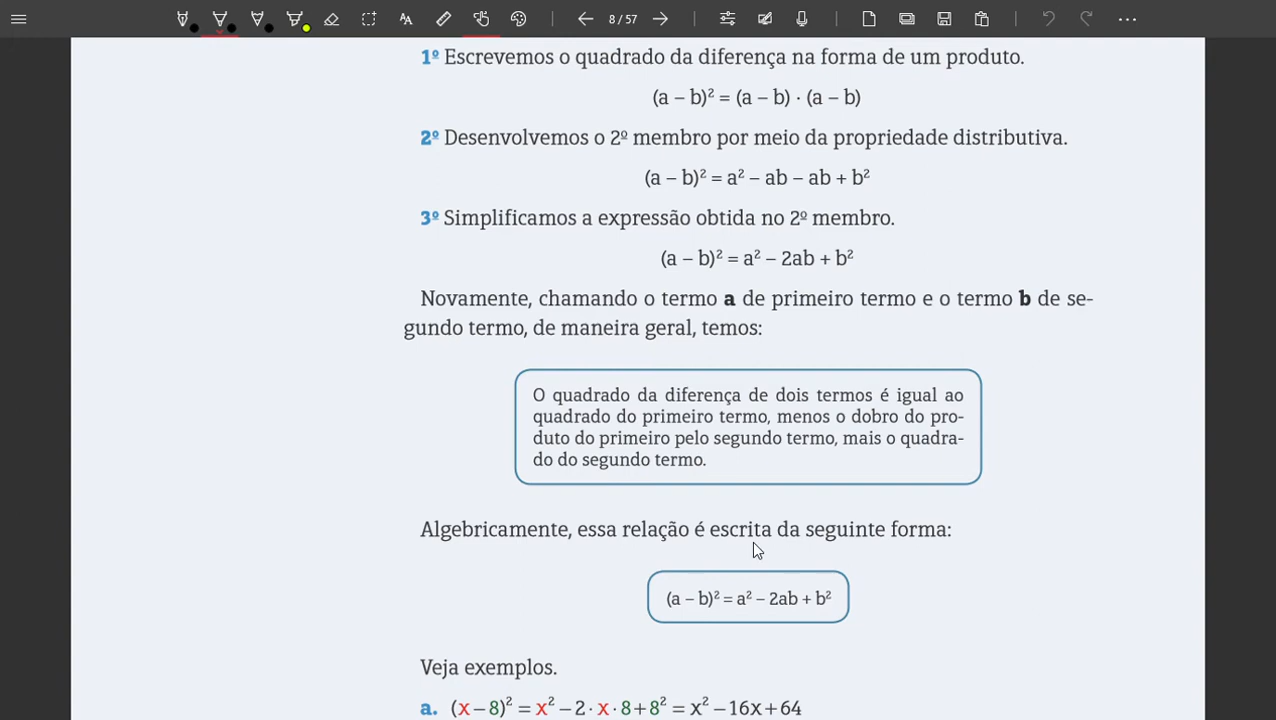 8 / 57
1º Escrevemos o quadrado da diferença na forma de um produto.
(a – b)² = (a – b) · (a – b)
2º Desenvolvemos o 2º membro por meio da propriedade distributiva.
(a – b)² = a² – ab – ab + b²
3º Simplificamos a expressão obtida no 2º membro.
(a – b)² = a² – 2ab + b²
Novamente, chamando o termo a de primeiro termo e o termo b de se-
gundo termo, de maneira geral, temos:
O quadrado da diferença de dois termos é igual ao
quadrado do primeiro termo, menos o dobro do pro-
duto do primeiro pelo segundo termo, mais o quadra-
do do segundo termo.
Algebricamente, essa relação é escrita da seguinte forma:
(a – b)² = a² – 2ab + b²
Veja exemplos.
a. (x – 8)² = x² – 2 · x · 8 + 8² = x² – 16x + 64